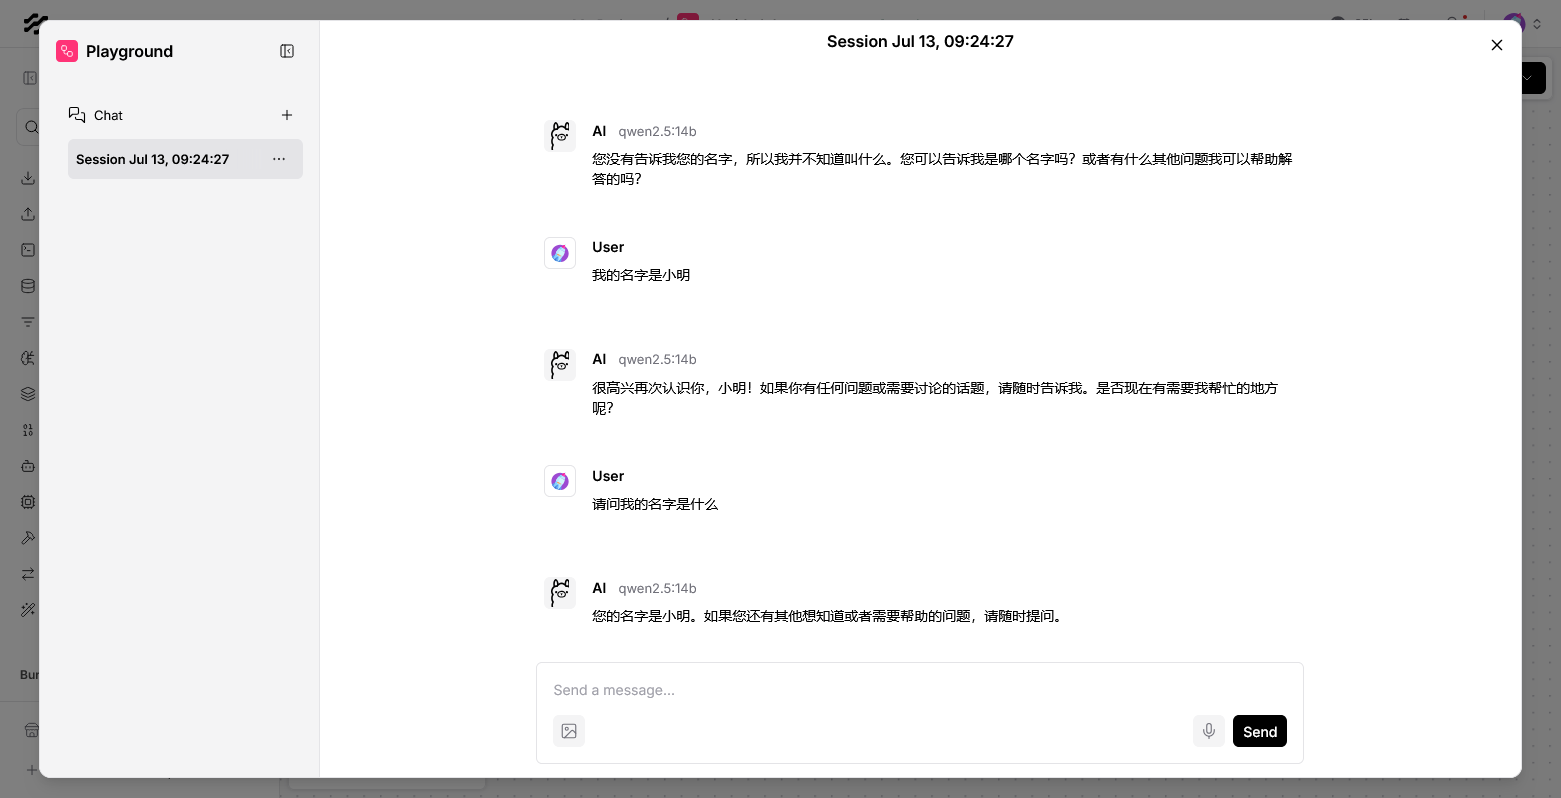 Playground
Chat
Session Jul 13, 09:24:27
Session Jul 13, 09:24:27
AI qwen2.5:14b
您没有告诉我您的名字，所以我并不知道叫什么。您可以告诉我是哪个名字吗？或者有什么其他问题我可以帮助解
答的吗？
User
我的名字是小明
AI qwen2.5:14b
很高兴再次认识你，小明！如果你有任何问题或需要讨论的话题，请随时告诉我。是否现在有需要我帮忙的地方
呢？
User
请问我的名字是什么
AI qwen2.5:14b
您的名字是小明。如果您还有其他想知道或者需要帮助的问题，请随时提问。
Send a message...
Send